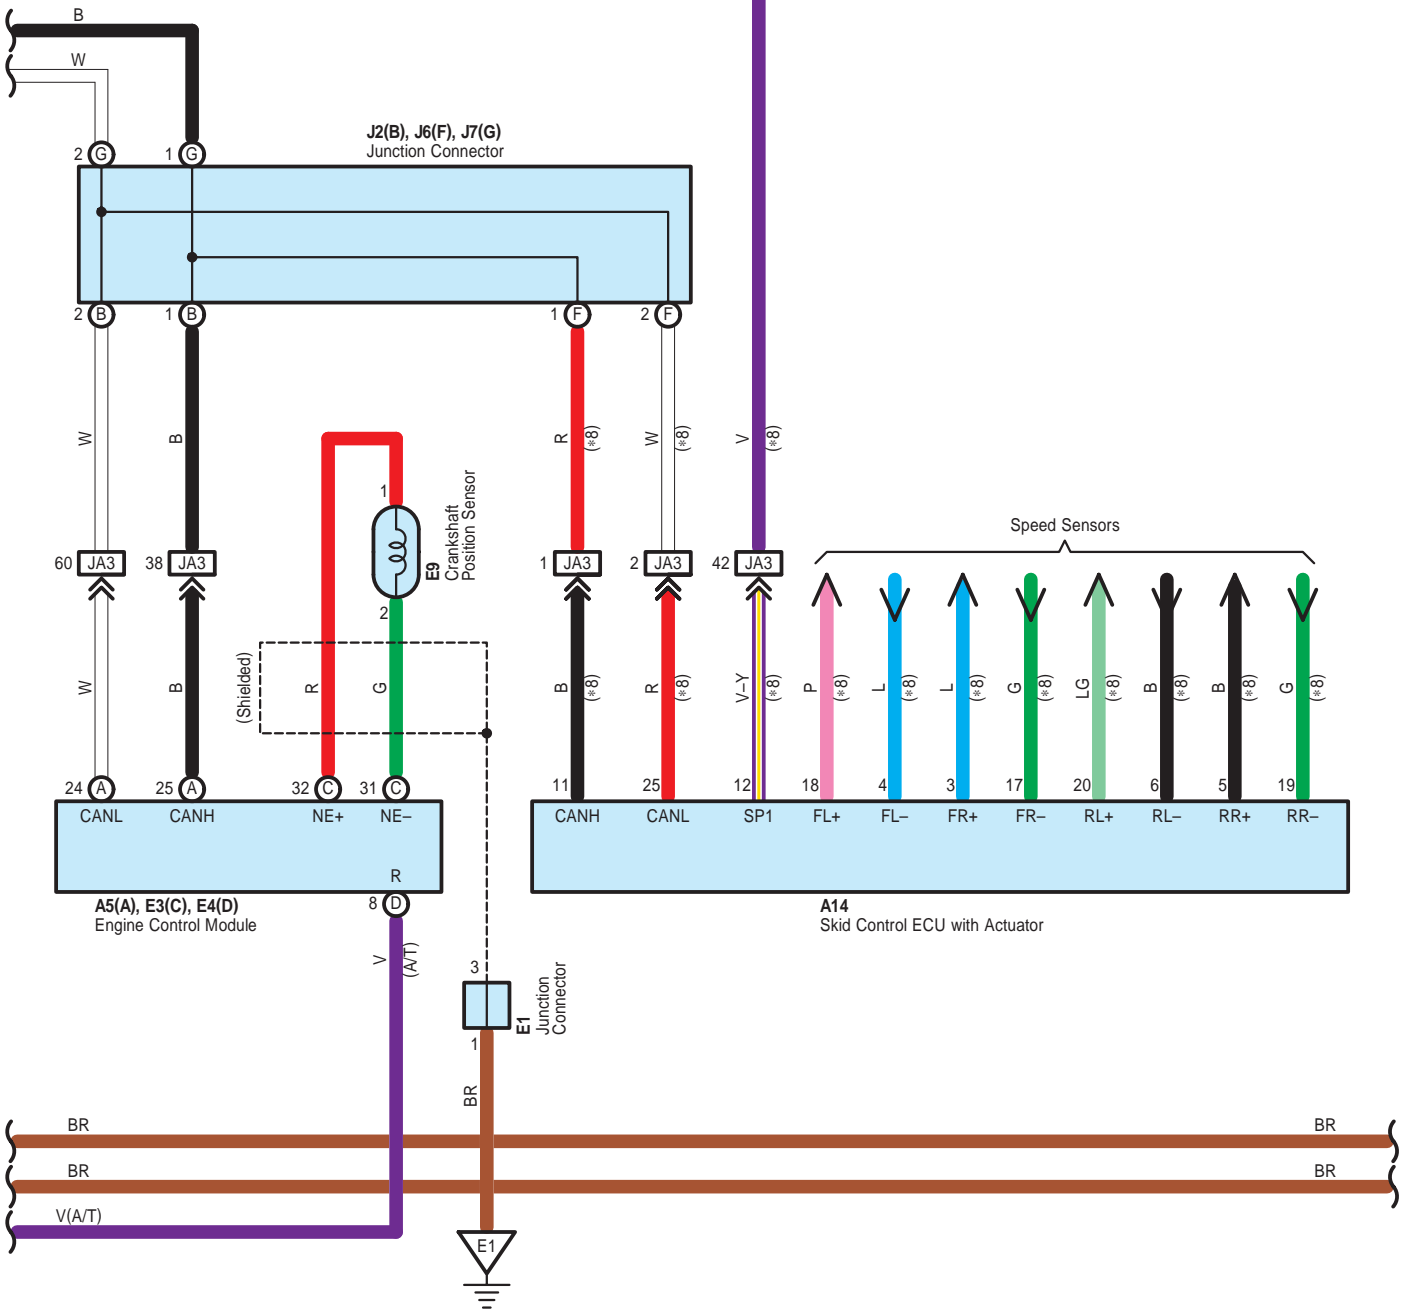 B
W
J2(B), J6(F), J7(G)
Junction Connector
2 G
1 G
2 B
1 B
1 F
2 F
W
B
R
(*8)
W
(*8)
V
(*8)
1
E9
Crankshaft
Position Sensor
2
Speed Sensors
60 JA3
38 JA3
1 JA3
2 JA3
42 JA3
(Shielded)
W
B
R
G
B
(*8)
R
(*8)
V-Y
(*8)
P
(*8)
L
(*8)
L
(*8)
G
(*8)
LG
(*8)
B
(*8)
B
(*8)
G
(*8)
24 A
25 A
32 C
31 C
11
25
12
18
4
3
17
20
6
5
19
CANL
CANH
NE+
NE–
CANH
CANL
SP1
FL+
FL–
FR+
FR–
RL+
RL–
RR+
RR–
R
A5(A), E3(C), E4(D)
Engine Control Module
8 D
A14
Skid Control ECU with Actuator
V
(A/T)
3
E1
Junction
Connector
1
BR
BR
BR
BR
BR
V(A/T)
E1